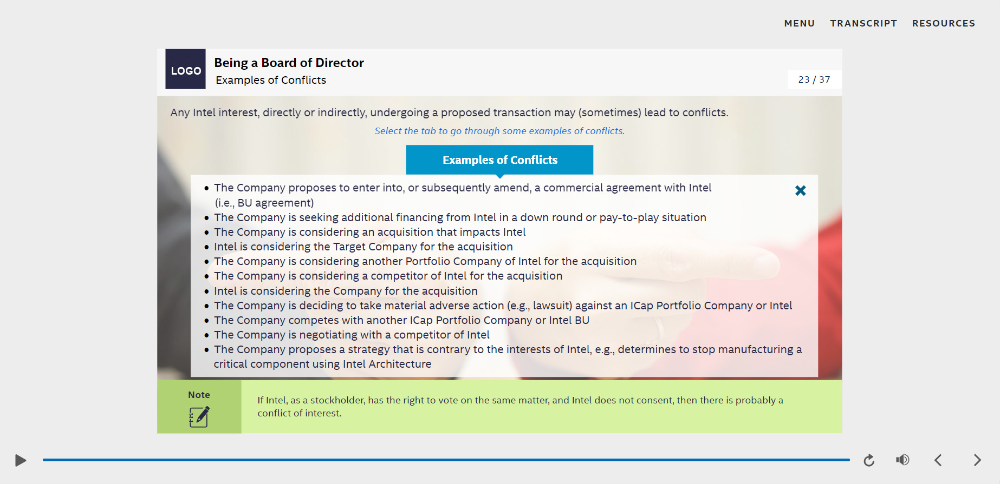 MENU TRANSCRIPT RESOURCES
LOGO
Being a Board of Director
Examples of Conflicts
23 / 37
Any Intel interest, directly or indirectly, undergoing a proposed transaction may (sometimes) lead to conflicts.
Select the tab to go through some examples of conflicts.
Examples of Conflicts
• The Company proposes to enter into, or subsequently amend, a commercial agreement with Intel
(i.e., BU agreement)
• The Company is seeking additional financing from Intel in a down round or pay-to-play situation
• The Company is considering an acquisition that impacts Intel
• Intel is considering the Target Company for the acquisition
• The Company is considering another Portfolio Company of Intel for the acquisition
• The Company is considering a competitor of Intel for the acquisition
• Intel is considering the Company for the acquisition
• The Company is deciding to take material adverse action (e.g., lawsuit) against an ICap Portfolio Company or Intel
• The Company competes with another ICap Portfolio Company or Intel BU
• The Company is negotiating with a competitor of Intel
• The Company proposes a strategy that is contrary to the interests of Intel, e.g., determines to stop manufacturing a
critical component using Intel Architecture
Note
If Intel, as a stockholder, has the right to vote on the same matter, and Intel does not consent, then there is probably a
conflict of interest.